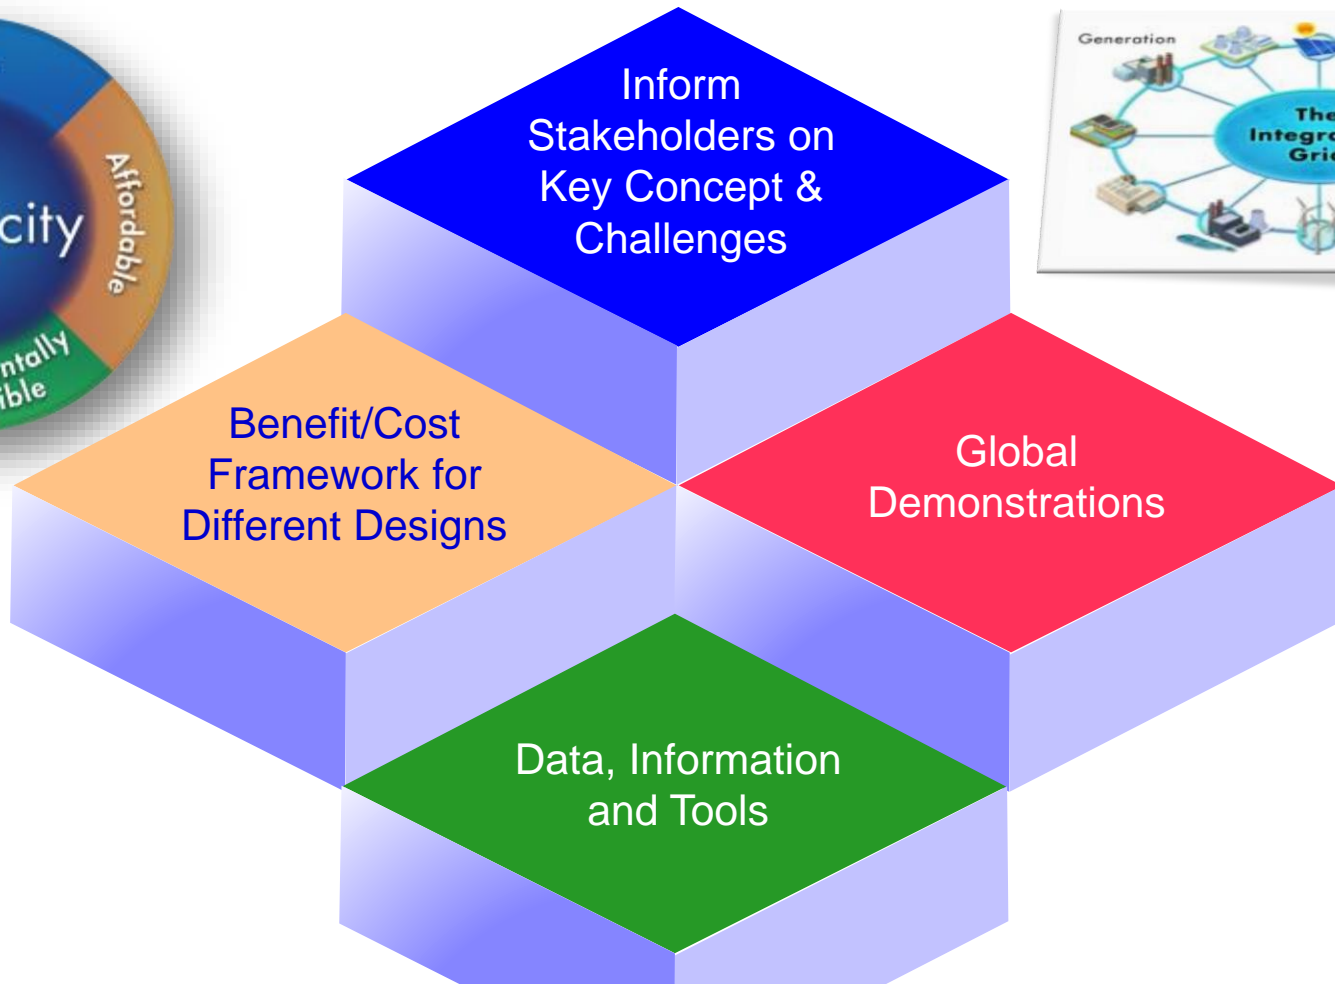 Inform
Stakeholders on
Key Concept &
Challenges
Generation
The
Affordable
Benefit/Cost
Framework for
Different Designs
Global
Demonstrations
Data, Information
and Tools